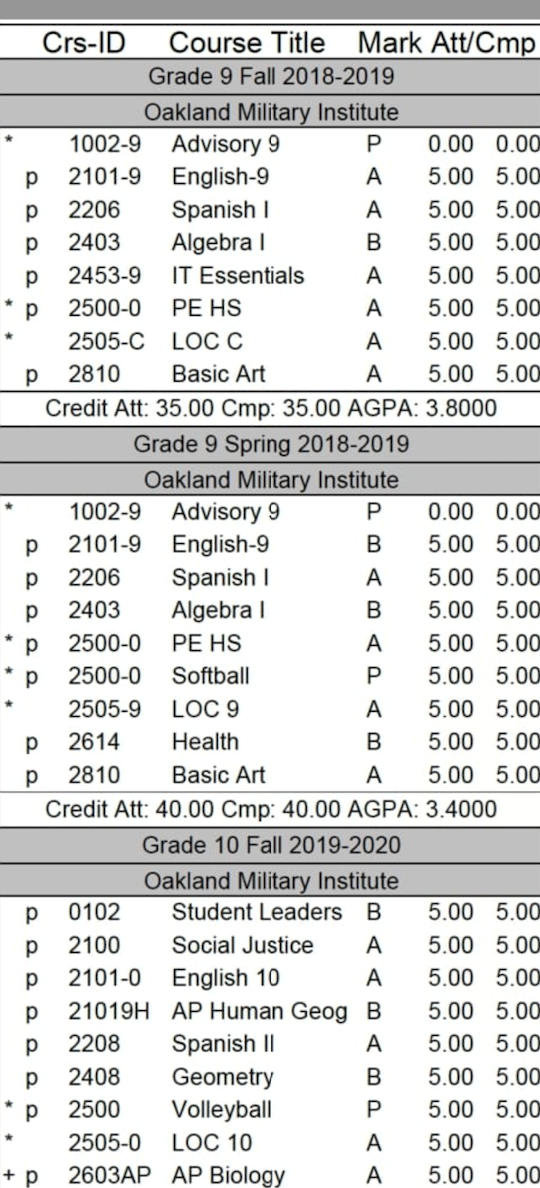 Crs-ID Course Title Mark Att/Cmp
Grade 9 Fall 2018-2019
Oakland Military Institute
* 1002-9 Advisory 9 P 0.00 0.00
p 2101-9 English-9 A 5.00 5.00
p 2206 Spanish I A 5.00 5.00
p 2403 Algebra I B 5.00 5.00
p 2453-9 IT Essentials A 5.00 5.00
* p 2500-0 PE HS A 5.00 5.00
* 2505-C LOC C A 5.00 5.00
p 2810 Basic Art A 5.00 5.00
Credit Att: 35.00 Cmp: 35.00 AGPA: 3.8000
Grade 9 Spring 2018-2019
Oakland Military Institute
* 1002-9 Advisory 9 P 0.00 0.00
p 2101-9 English-9 B 5.00 5.00
p 2206 Spanish I A 5.00 5.00
p 2403 Algebra I B 5.00 5.00
* p 2500-0 PE HS A 5.00 5.00
* p 2500-0 Softball P 5.00 5.00
* 2505-9 LOC 9 A 5.00 5.00
p 2614 Health B 5.00 5.00
p 2810 Basic Art A 5.00 5.00
Credit Att: 40.00 Cmp: 40.00 AGPA: 3.4000
Grade 10 Fall 2019-2020
Oakland Military Institute
p 0102 Student Leaders B 5.00 5.00
p 2100 Social Justice A 5.00 5.00
p 2101-0 English 10 A 5.00 5.00
p 21019H AP Human Geog B 5.00 5.00
p 2208 Spanish II A 5.00 5.00
p 2408 Geometry B 5.00 5.00
* p 2500 Volleyball P 5.00 5.00
* 2505-0 LOC 10 A 5.00 5.00
+ p 2603AP AP Biology A 5.00 5.00